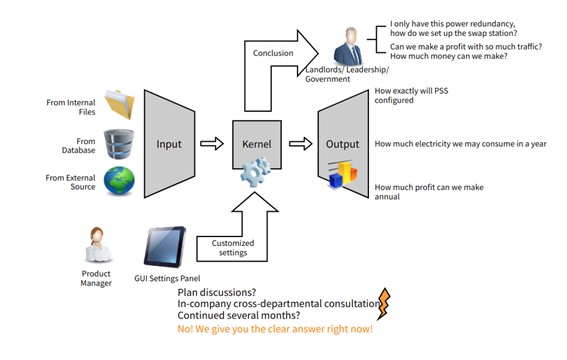 I only have this power redundancy,
how do we set up the swap station?
Conclusion
Can we make a profit with so much traffic?
How much money can we make?
Landlords/ Leadership/
Government
From Internal
Files
From
Database
From External
Source
Input
Kernel
Output
How exactly will PSS
configured
How much electricity we may consume in a year
How much profit can we make
annual
Customized
settings
Product
Manager
GUI Settings Panel
Plan discussions?
In-company cross-departmental consultation
Continued several months?
No! We give you the clear answer right now!